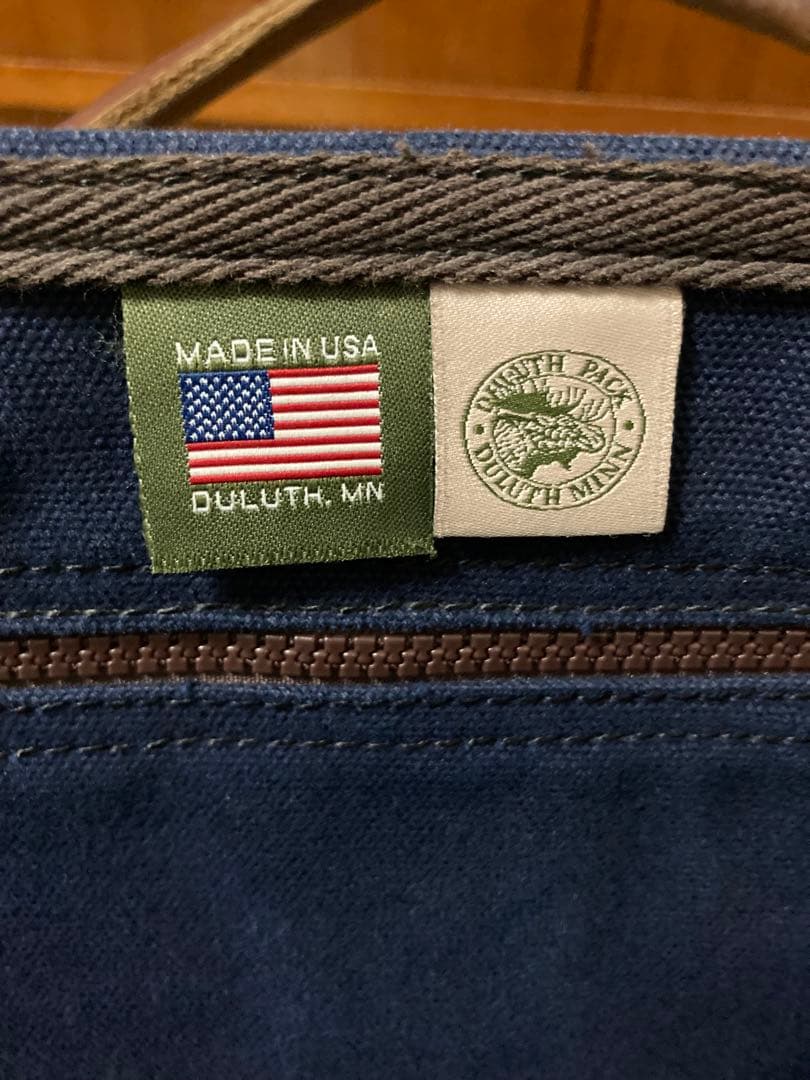 MADE IN USA
DULUTH, MN
DULUTH PACK
DULUTH MINN